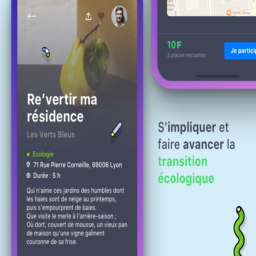 Re'vertir ma
résidence
Les Verts Bleus
Ecologie
71 Rue Pierre Corneille, 69006 Lyon
Durée : 5 h
Qui n'aime ces jardins des humbles dont
les haies sont de neige au printemps,
puis s'empourprent de baies.
Que visite le merle à l'arrière-saison ;
Où dort, couvert de mousse, un vieux pan
de maison qu'une vigne gaîment
couronne de sa frise.
10 F
2 places restantes
Je particip
S'impliquer et
faire avancer la
transition
écologique